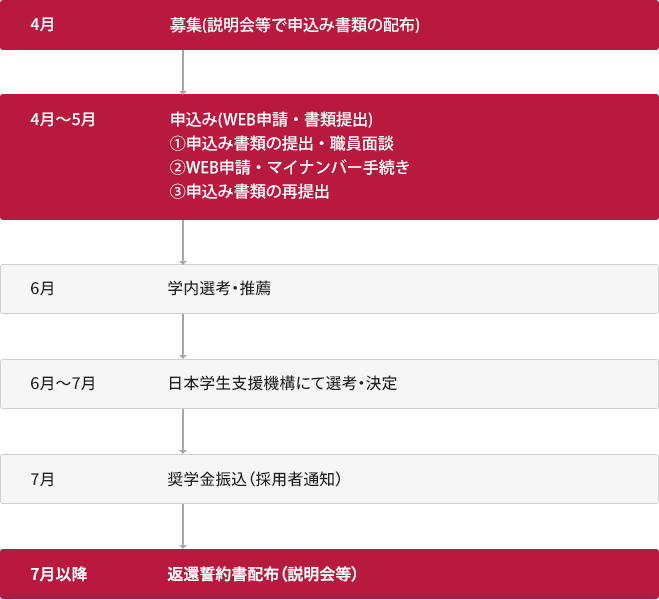 4月 募集(説明会等で申込み書類の配布)
4月～5月 申込み(WEB申請・書類提出)
①申込み書類の提出・職員面談
②WEB申請・マイナンバー手続き
③申込み書類の再提出
6月 学内選考・推薦
6月～7月 日本学生支援機構にて選考・決定
7月 奨学金振込（採用者通知）
7月以降 返還誓約書配布（説明会等）